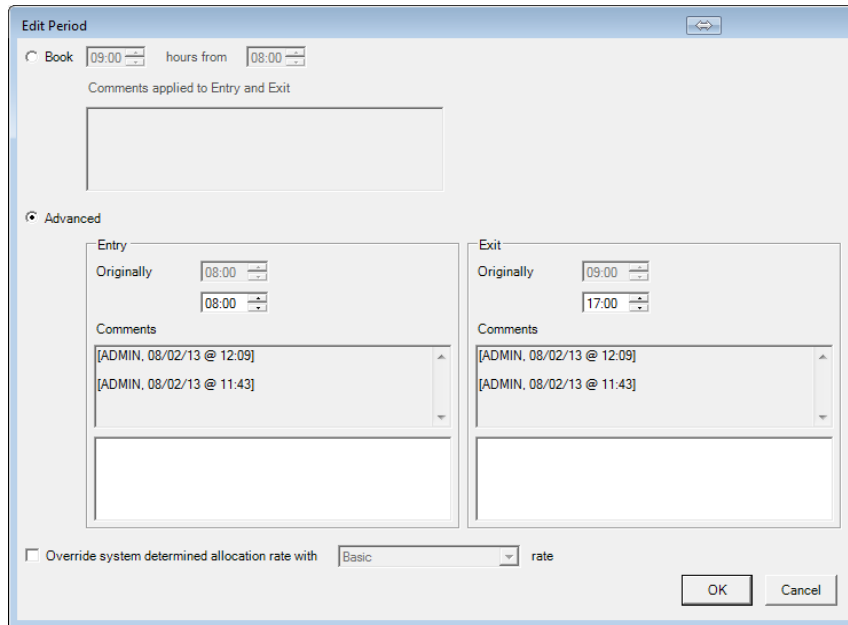 Edit Period
Book 09:00 hours from 08:00
Comments applied to Entry and Exit
Advanced
Entry
Originally 08:00
08:00
Comments
[ADMIN, 08/02/13 @ 12:09]
[ADMIN, 08/02/13 @ 11:43]
Exit
Originally 09:00
17:00
Comments
[ADMIN, 08/02/13 @ 12:09]
[ADMIN, 08/02/13 @ 11:43]
Override system determined allocation rate with Basic rate
OK Cancel